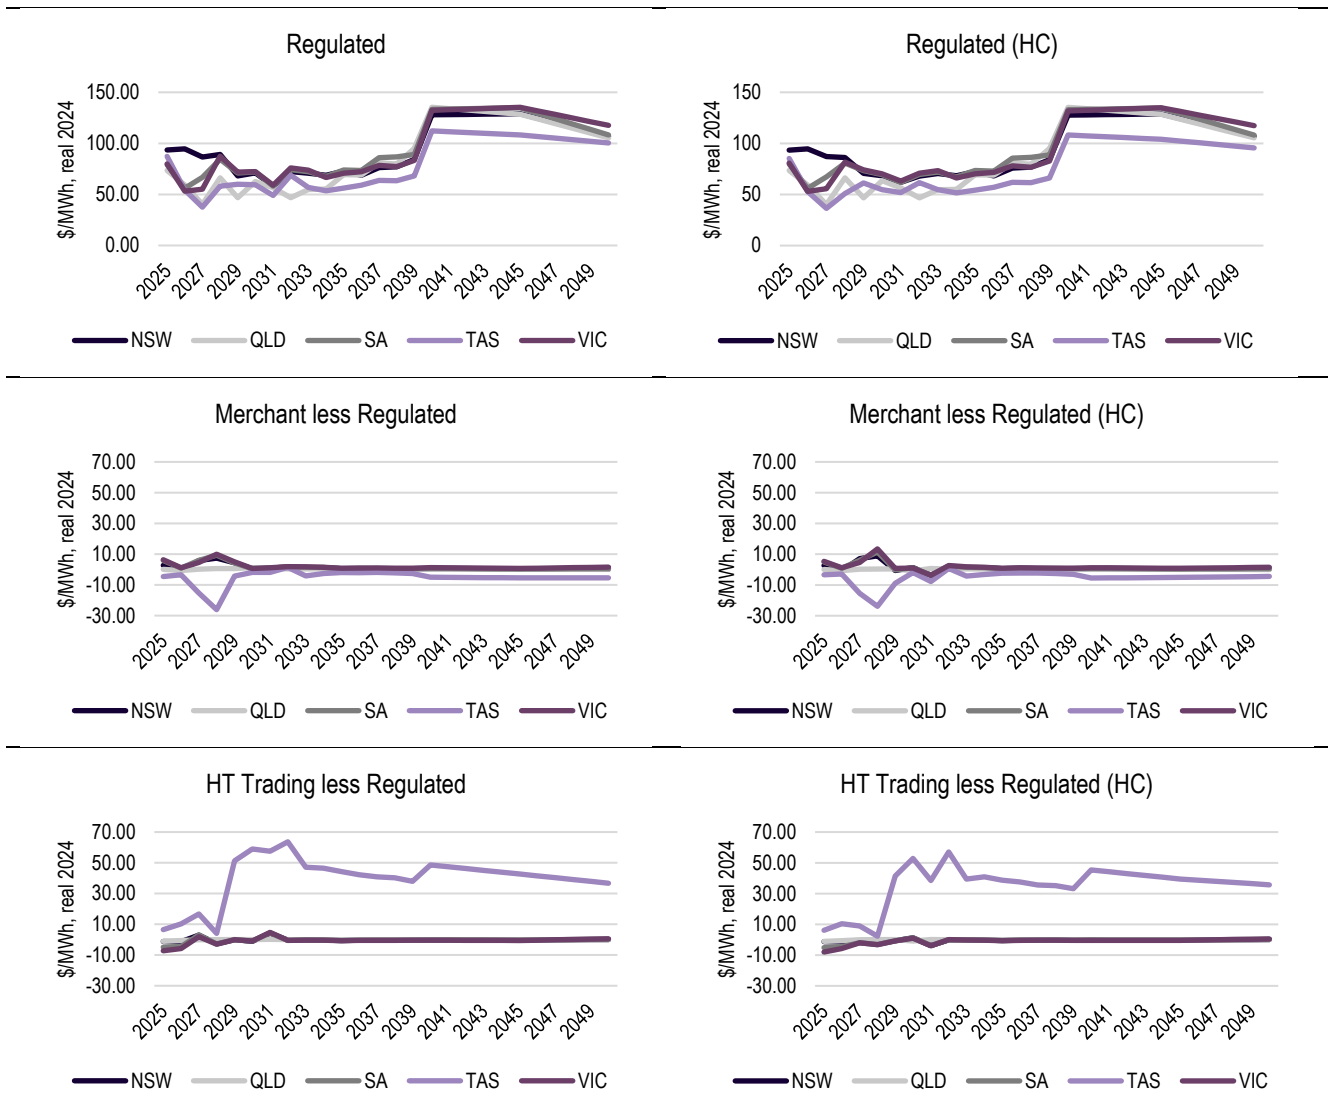 Regulated
$/MWh, real 2024
150.00
100.00
50.00
0.00
2025 2027 2029 2031 2033 2035 2037 2039 2041 2043 2045 2047 2049
NSW QLD SA TAS VIC
Regulated (HC)
$/MWh, real 2024
150
100
50
0
2025 2027 2029 2031 2033 2035 2037 2039 2041 2043 2045 2047 2049
NSW QLD SA TAS VIC
Merchant less Regulated
$/MWh, real 2024
70.00
50.00
30.00
10.00
-10.00
-30.00
2025 2027 2029 2031 2033 2035 2037 2039 2041 2043 2045 2047 2049
NSW QLD SA TAS VIC
Merchant less Regulated (HC)
$/MWh, real 2024
70.00
50.00
30.00
10.00
-10.00
-30.00
2025 2027 2029 2031 2033 2035 2037 2039 2041 2043 2045 2047 2049
NSW QLD SA TAS VIC
HT Trading less Regulated
$/MWh, real 2024
70.00
50.00
30.00
10.00
-10.00
-30.00
2025 2027 2029 2031 2033 2035 2037 2039 2041 2043 2045 2047 2049
NSW QLD SA TAS VIC
HT Trading less Regulated (HC)
$/MWh, real 2024
70.00
50.00
30.00
10.00
-10.00
-30.00
2025 2027 2029 2031 2033 2035 2037 2039 2041 2043 2045 2047 2049
NSW QLD SA TAS VIC